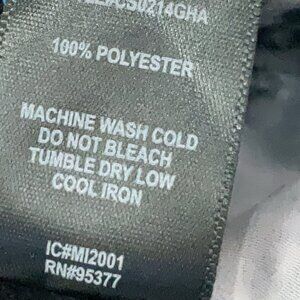 100% POLYESTER
MACHINE WASH COLD
DO NOT BLEACH
TUMBLE DRY LOW
COOL IRON
IC#MI2001
RN#95377